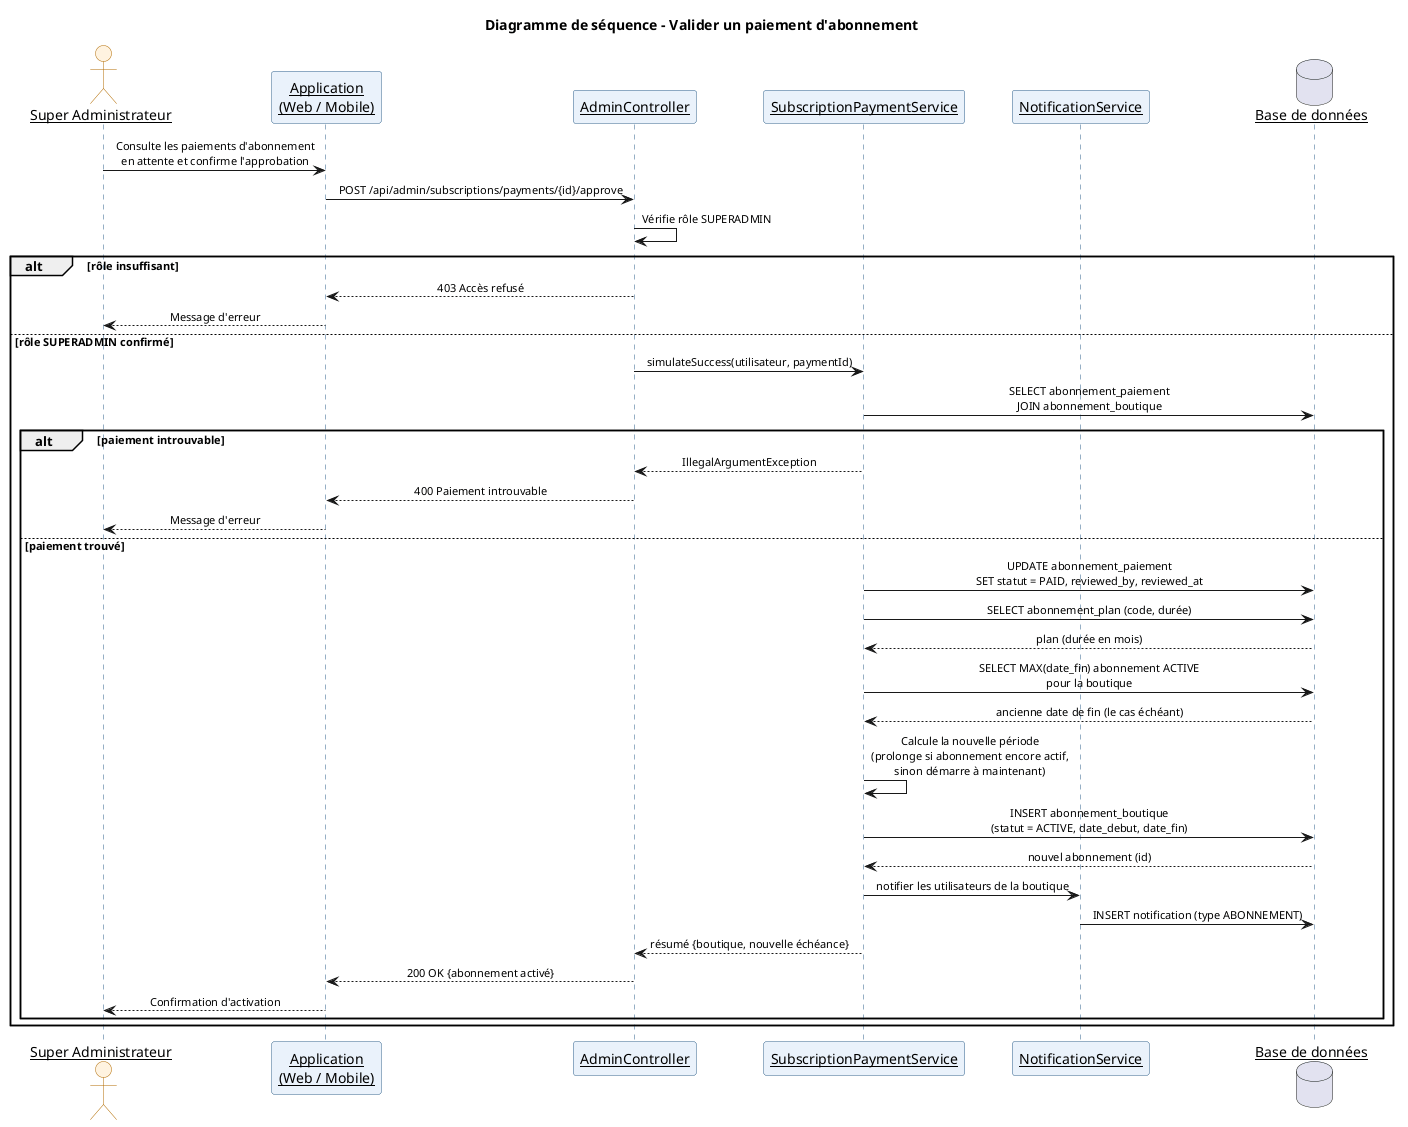 Diagramme de séquence - Valider un paiement d'abonnement
Super Administrateur
Application
(Web / Mobile)
AdminController
SubscriptionPaymentService
NotificationService
Base de données
Consulte les paiements d'abonnement
en attente et confirme l'approbation
POST /api/admin/subscriptions/payments/{id}/approve
Vérifie rôle SUPERADMIN
alt [rôle insuffisant]
403 Accès refusé
Message d'erreur
[rôle SUPERADMIN confirmé]
simulateSuccess(utilisateur, paymentId)
SELECT abonnement_paiement
JOIN abonnement_boutique
alt [paiement introuvable]
IllegalArgumentException
400 Paiement introuvable
Message d'erreur
[paiement trouvé]
UPDATE abonnement_paiement
SET statut = PAID, reviewed_by, reviewed_at
SELECT abonnement_plan (code, durée)
plan (durée en mois)
SELECT MAX(date_fin) abonnement ACTIVE
pour la boutique
ancienne date de fin (le cas échéant)
Calcule la nouvelle période
(prolonge si abonnement encore actif,
sinon démarre à maintenant)
INSERT abonnement_boutique
(statut = ACTIVE, date_debut, date_fin)
nouvel abonnement (id)
notifier les utilisateurs de la boutique
INSERT notification (type ABONNEMENT)
résumé {boutique, nouvelle échéance}
200 OK {abonnement activé}
Confirmation d'activation
Super Administrateur
Application
(Web / Mobile)
AdminController
SubscriptionPaymentService
NotificationService
Base de données